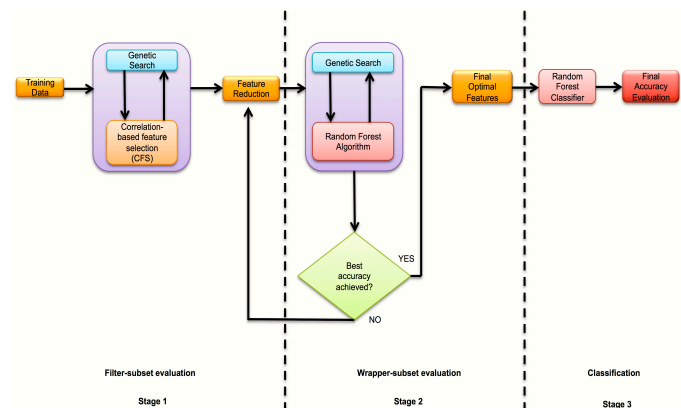 Training
Data
Genetic
Search
Correlation-
based feature
selection
(CFS)
Feature
Reduction
Genetic Search
Random Forest
Algorithm
Best
accuracy
achieved?
YES
NO
Final
Optimal
Features
Random
Forest
Classifier
Final
Accuracy
Evaluation
Filter-subset evaluation
Stage 1
Wrapper-subset evaluation
Stage 2
Classification
Stage 3